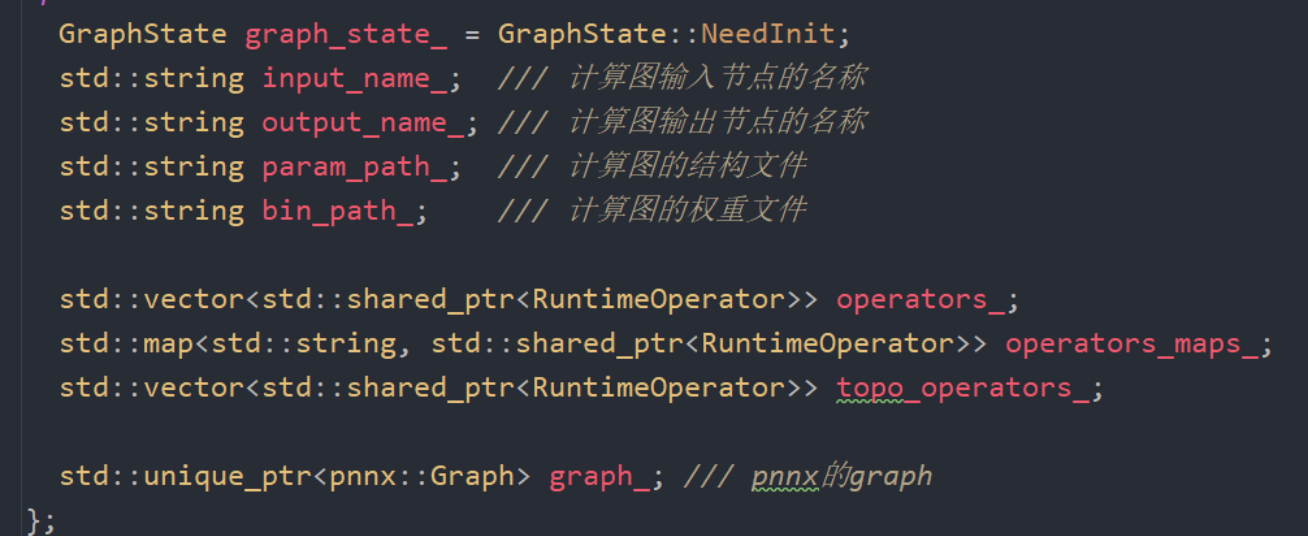 GraphState graph_state_ = GraphState::NeedInit;
std::string input_name_;  /// 计算图输入节点的名称
std::string output_name_; /// 计算图输出节点的名称
std::string param_path_;  /// 计算图的结构文件
std::string bin_path_;    /// 计算图的权重文件
std::vector<std::shared_ptr<RuntimeOperator>> operators_;
std::map<std::string, std::shared_ptr<RuntimeOperator>> operators_maps_;
std::vector<std::shared_ptr<RuntimeOperator>> topo_operators_;
std::unique_ptr<pnnx::Graph> graph_; /// pnnx的graph
};